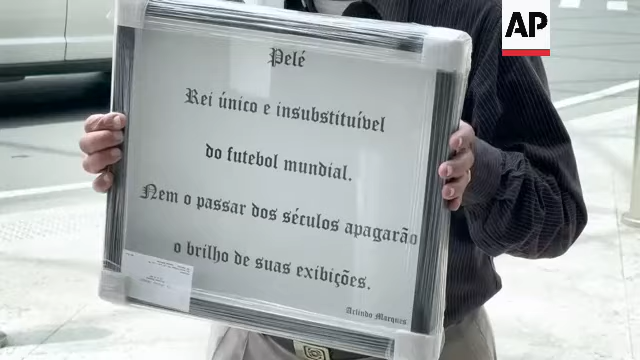 AP
Pelé
Rei único e insubstituível
do futebol mundial.
Nem o passar dos séculos apagarão
o brilho de suas exibições.
Arlindo Marques